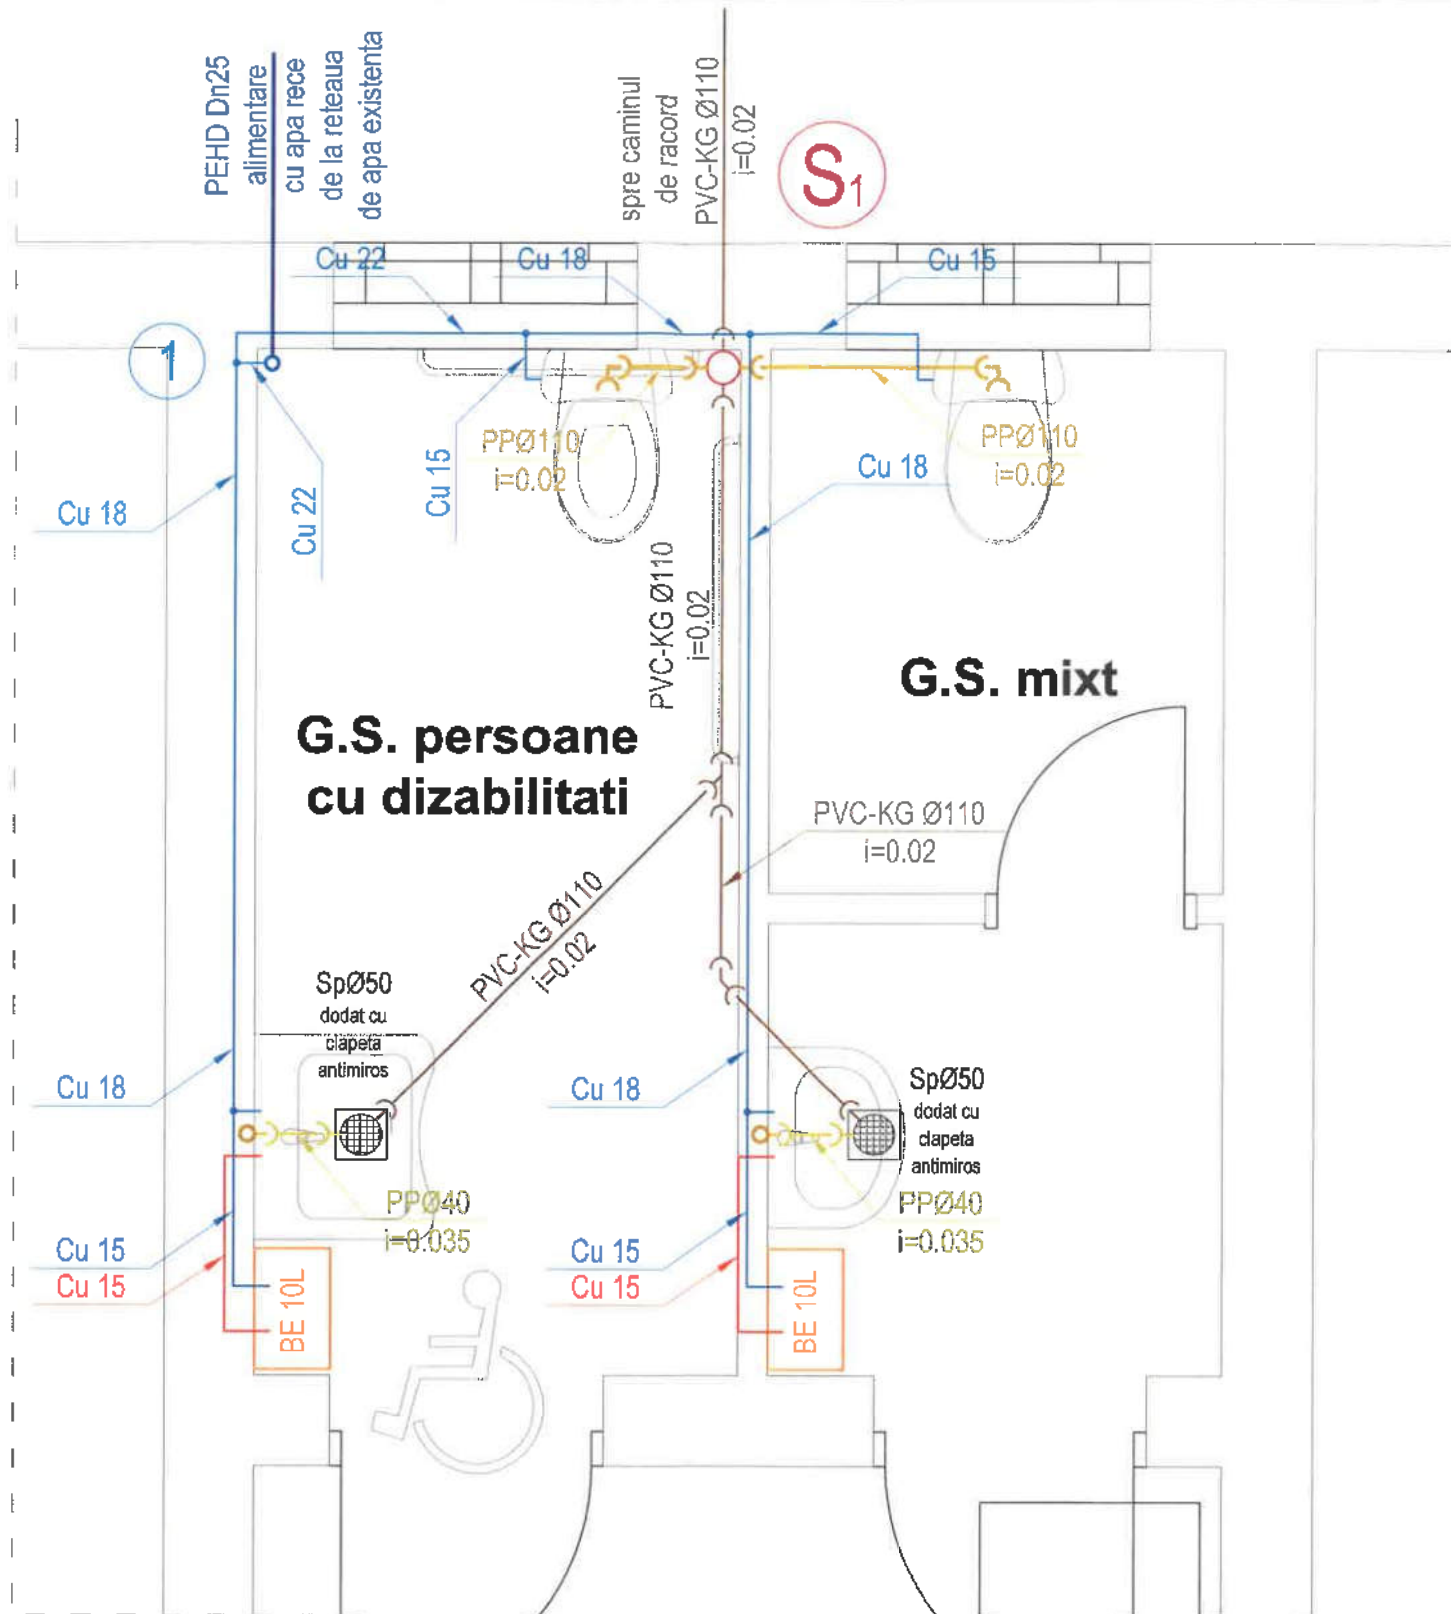 PEHD Dn25
alimentare
cu apa rece
de la reteaua
de apa existenta
spre caminul
de racord
PVC-KG Ø110
i=0.02
S1
Cu 22
Cu 18
Cu 15
1
Cu 18
Cu 22
Cu 15
PPØ110
i=0.02
Cu 18
PPØ110
i=0.02
PVC-KG Ø110
i=0.02
G.S. mixt
G.S. persoane
cu dizabilitati
PVC-KG Ø110
i=0.02
PVC-KG Ø110
i=0.02
SpØ50
dodat cu
clapeta
antimiros
Cu 18
Cu 18
SpØ50
dodat cu
clapeta
antimiros
PPØ40
i=0.035
PPØ40
i=0.035
Cu 15
Cu 15
Cu 15
Cu 15
BE 10L
BE 10L